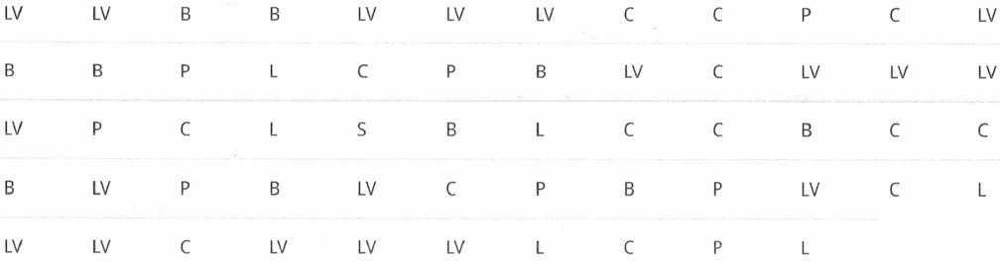 LV LV B B LV LV LV C C P C LV
B B P L C P B LV C LV LV LV
LV P C L S B L C C B C C
B LV P B LV C P B P LV C L
LV LV C LV LV LV L C P L